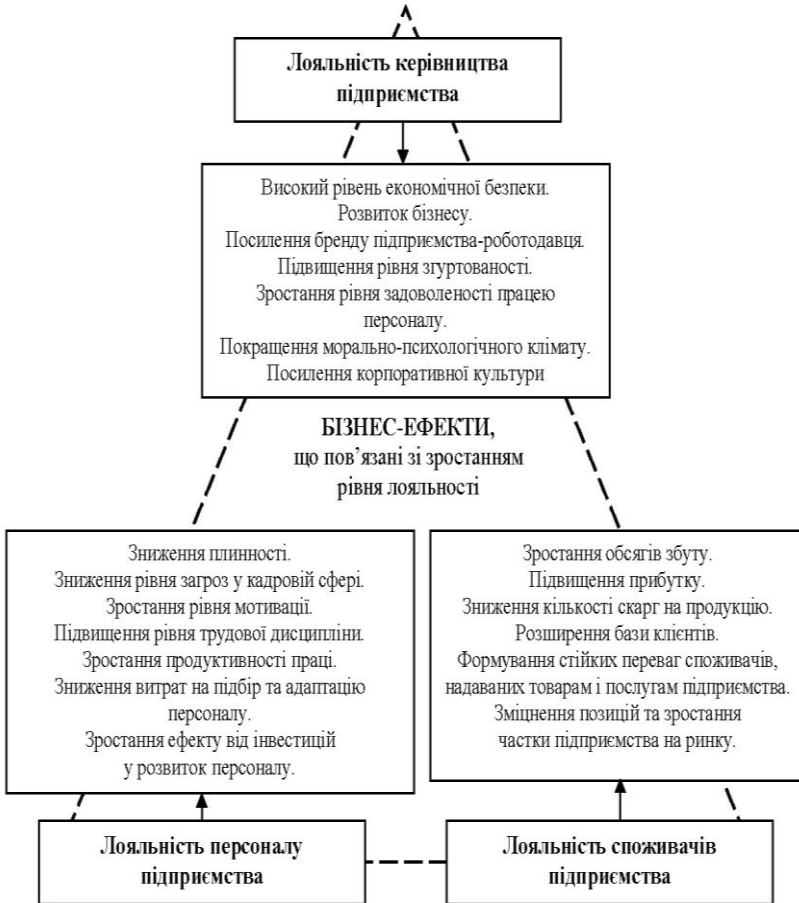 Лояльність керівництва
підприємства
Високий рівень економічної безпеки.
Розвиток бізнесу.
Посилення бренду підприємства-роботодавця.
Підвищення рівня згуртованості.
Зростання рівня задоволеності працею
персоналу.
Покращення морально-психологічного клімату.
Посилення корпоративної культури
БІЗНЕС-ЕФЕКТИ,
що пов’язані зі зростанням
рівня лояльності
Зниження плинності.
Зниження рівня загроз у кадровій сфері.
Зростання рівня мотивації.
Підвищення рівня трудової дисципліни.
Зростання продуктивності праці.
Зниження витрат на підбір та адаптацію
персоналу.
Зростання ефекту від інвестицій
у розвиток персоналу.
Зростання обсягів збуту.
Підвищення прибутку.
Зниження кількості скарг на продукцію.
Розширення бази клієнтів.
Формування стійких переваг споживачів,
надаваних товарам і послугам підприємства.
Зміцнення позицій та зростання
частки підприємства на ринку.
Лояльність персоналу
підприємства
Лояльність споживачів
підприємства